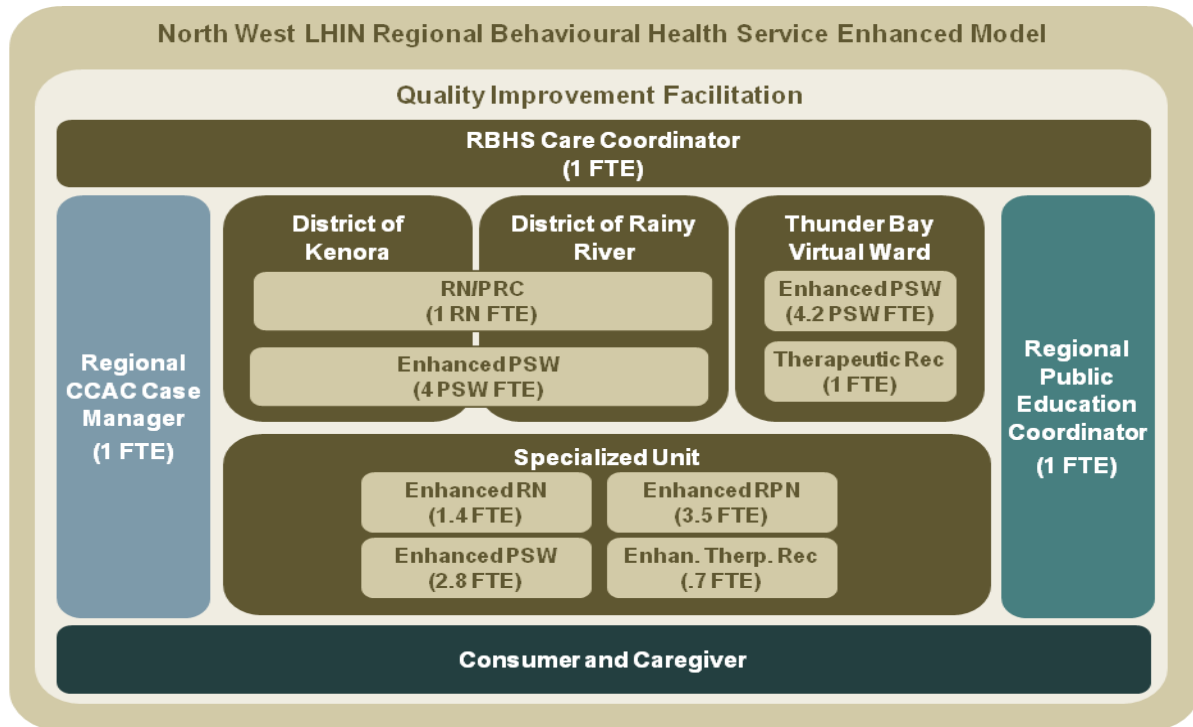 North West LHIN Regional Behavioural Health Service Enhanced Model
Quality Improvement Facilitation
RBHS Care Coordinator
(1 FTE)
Regional
CCAC Case
Manager
(1 FTE)
District of
Kenora
District of Rainy
River
RN/PRC
(1 RN FTE)
Enhanced PSW
(4 PSW FTE)
Thunder Bay
Virtual Ward
Enhanced PSW
(4.2 PSW FTE)
Therapeutic Rec
(1 FTE)
Regional
Public
Education
Coordinator
(1 FTE)
Specialized Unit
Enhanced RN
(1.4 FTE)
Enhanced RPN
(3.5 FTE)
Enhanced PSW
(2.8 FTE)
Enhan. Therp. Rec
(.7 FTE)
Consumer and Caregiver